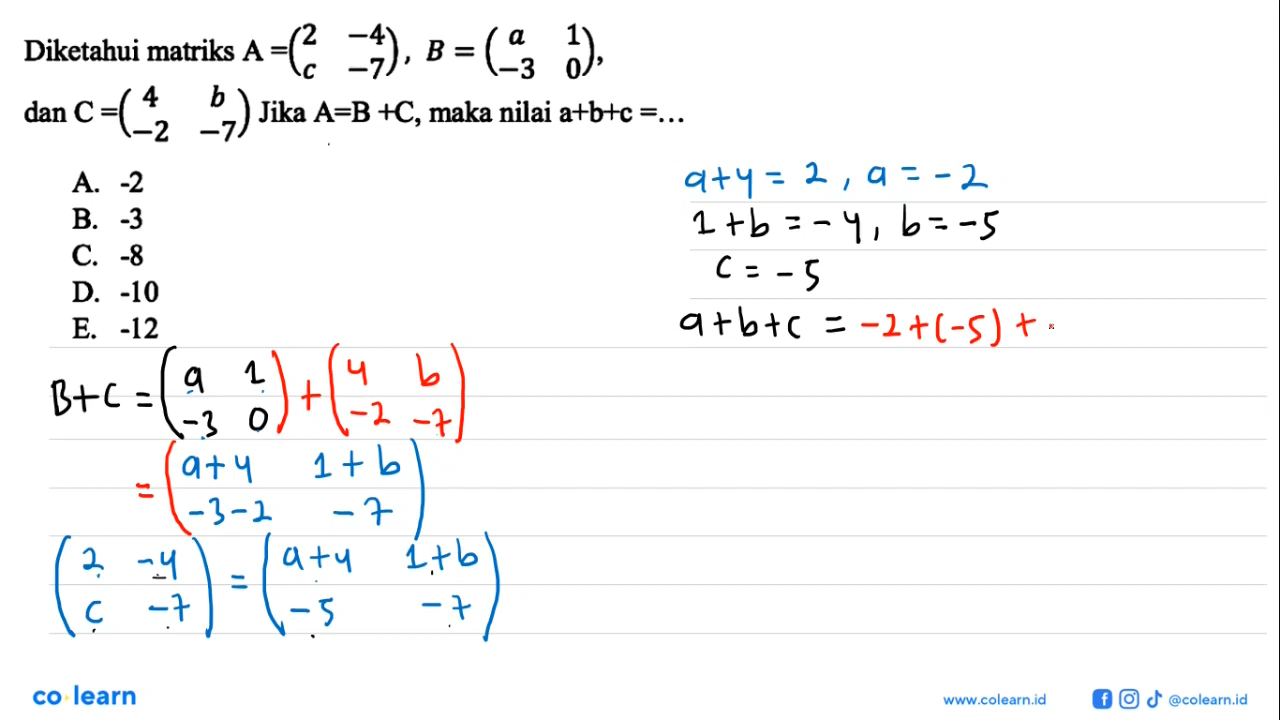 Diketahui matriks A =(2 -4 c -7), B = (a 1 -3 0),
dan C =(4 b -2 -7) Jika A=B +C, maka nilai a+b+c =...
A. -2
B. -3
C. -8
D. -10
E. -12
a+4 = 2 , a = -2
1+b = -4, b = -5
c = -5
a+b+c = -2+(-5) +
B+C = (a 1 -3 0) + (4 b -2 -7)
= (a+4 1+b -3-2 -7)
(2 -4 c -7) = (a+4 1+b -5 -7)
co learn
www.colearn.id
@colearn.id